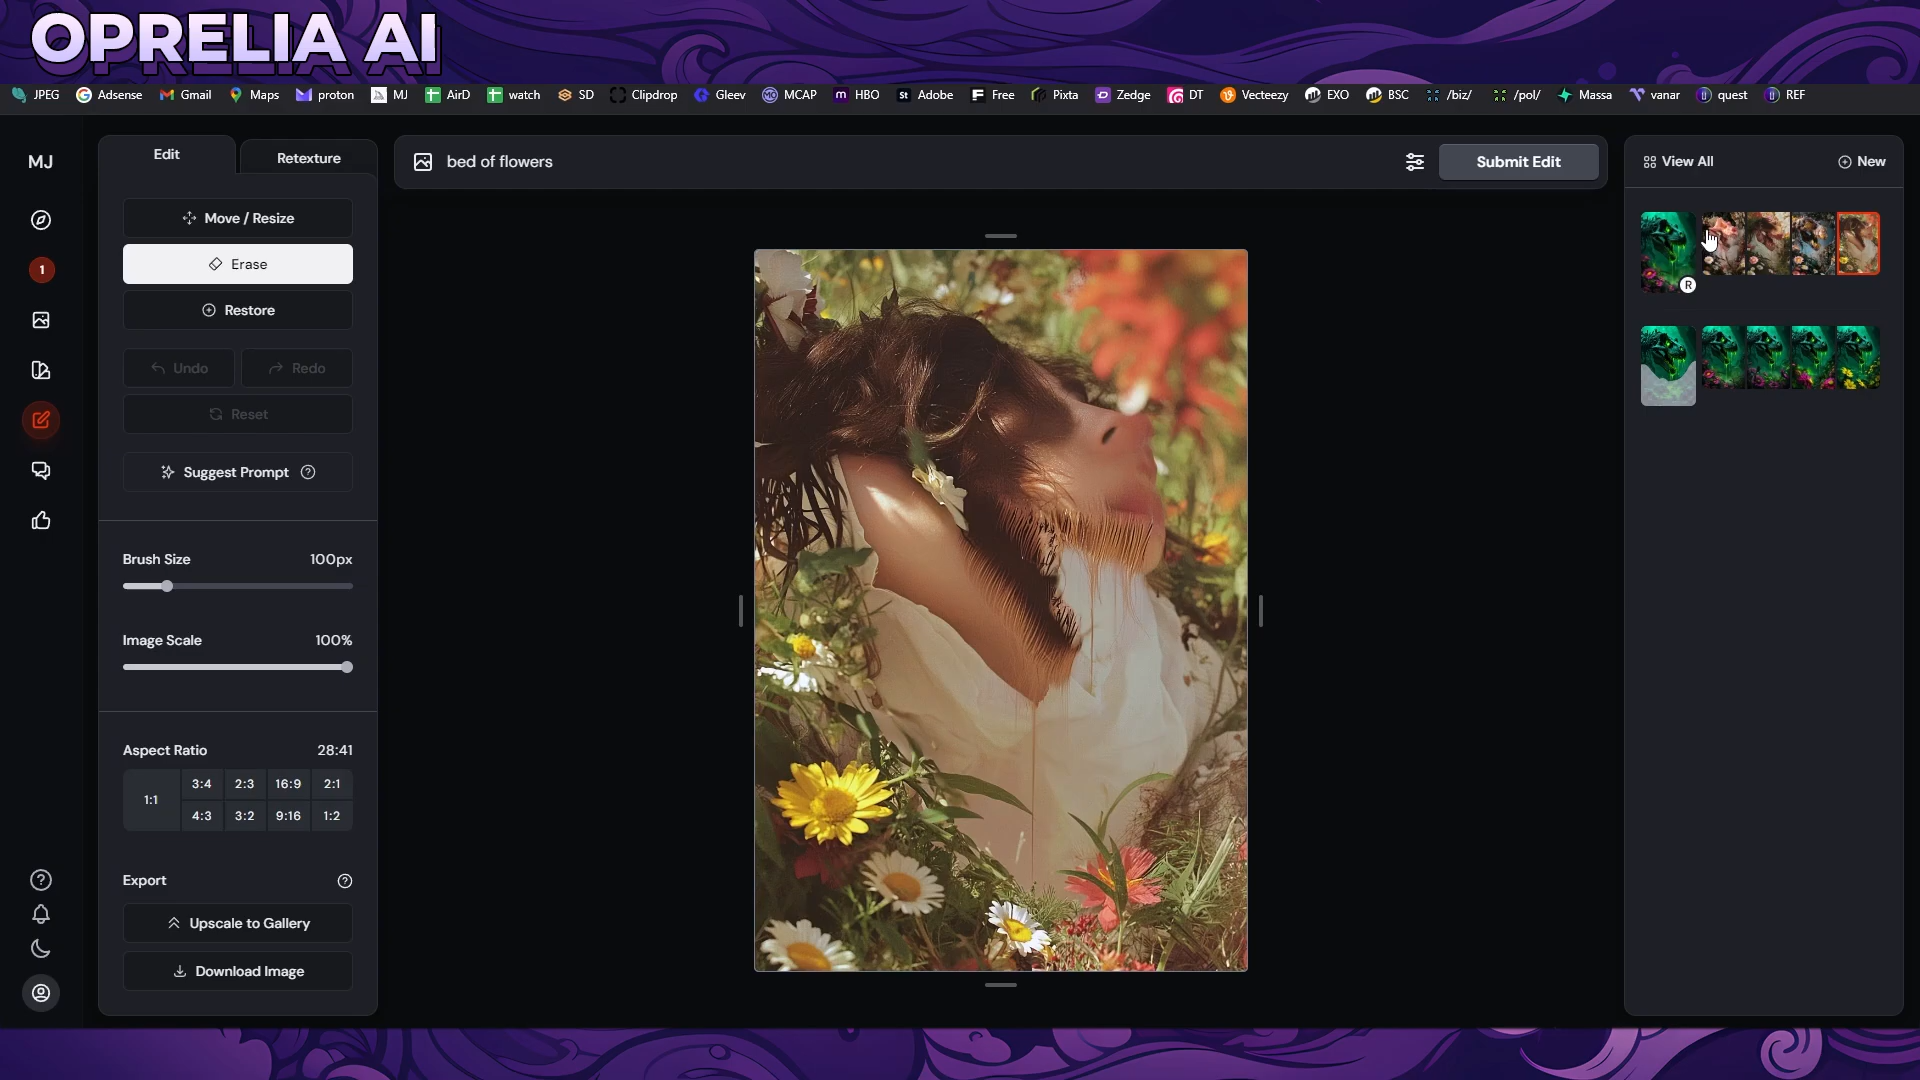 OPRELIA AI
JPEG Adsense Gmail Maps proton MJ AirD watch SD Clipdrop Gleev MCAP HBO Adobe Free Pixta Zedge DT Vecteezy EXO BSC /biz/ /pol/ Massa vanar quest REF
MJ
Edit
Retexture
bed of flowers
Submit Edit
View All
New
Move / Resize
Erase
1
Restore
R
Undo
Redo
Reset
Suggest Prompt
Brush Size 100px
Image Scale 100%
Aspect Ratio 28:41
1:1 3:4 2:3 16:9 2:1
4:3 3:2 9:16 1:2
Export
Upscale to Gallery
Download Image